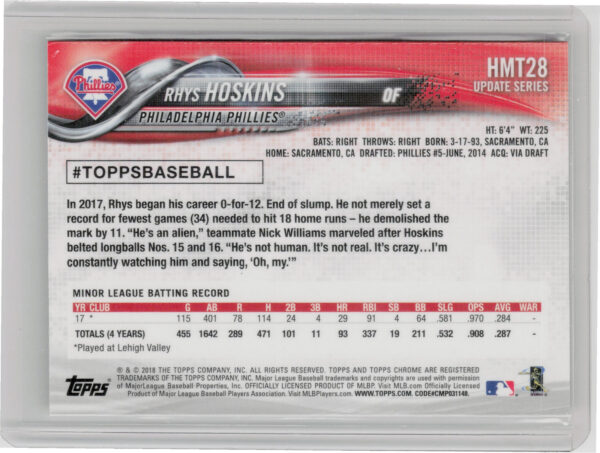 Phillies
RHYS HOSKINS
OF
PHILADELPHIA PHILLIES®
HMT28
UPDATE SERIES
HT: 6'4" WT: 225
BATS: RIGHT THROWS: RIGHT BORN: 3-17-93, SACRAMENTO, CA
HOME: SACRAMENTO, CA DRAFTED: PHILLIES #5-JUNE, 2014 ACQ: VIA DRAFT
#TOPPSBASEBALL
In 2017, Rhys began his career 0-for-12. End of slump. He not merely set a
record for fewest games (34) needed to hit 18 home runs – he demolished the
mark by 11. “He's an alien,” teammate Nick Williams marveled after Hoskins
belted longballs Nos. 15 and 16. “He's not human. It's not real. It's crazy…I'm
constantly watching him and saying, ‘Oh, my.’”
MINOR LEAGUE BATTING RECORD
YR CLUB G AB R H 2B 3B HR RBI SB BB SLG OPS AVG WAR
17 * 115 401 78 114 24 4 29 91 4 64 .581 .970 .284 -
TOTALS (4 YEARS) 455 1642 289 471 101 11 93 337 19 211 .532 .908 .287 -
*Played at Lehigh Valley
® & © 2018 THE TOPPS COMPANY, INC. ALL RIGHTS RESERVED. TOPPS AND TOPPS CHROME ARE REGISTERED
TRADEMARKS OF THE TOPPS COMPANY, INC. Major League Baseball trademarks and copyrights are used with permission
of Major League Baseball Properties, Inc. OFFICIALLY LICENSED PRODUCT OF MLBP. Visit MLB.com Officially Licensed
Product of Major League Baseball Players Association. Visit MLBPlayers.com. WWW.TOPPS.COM. CODE#CMP031148.
Topps